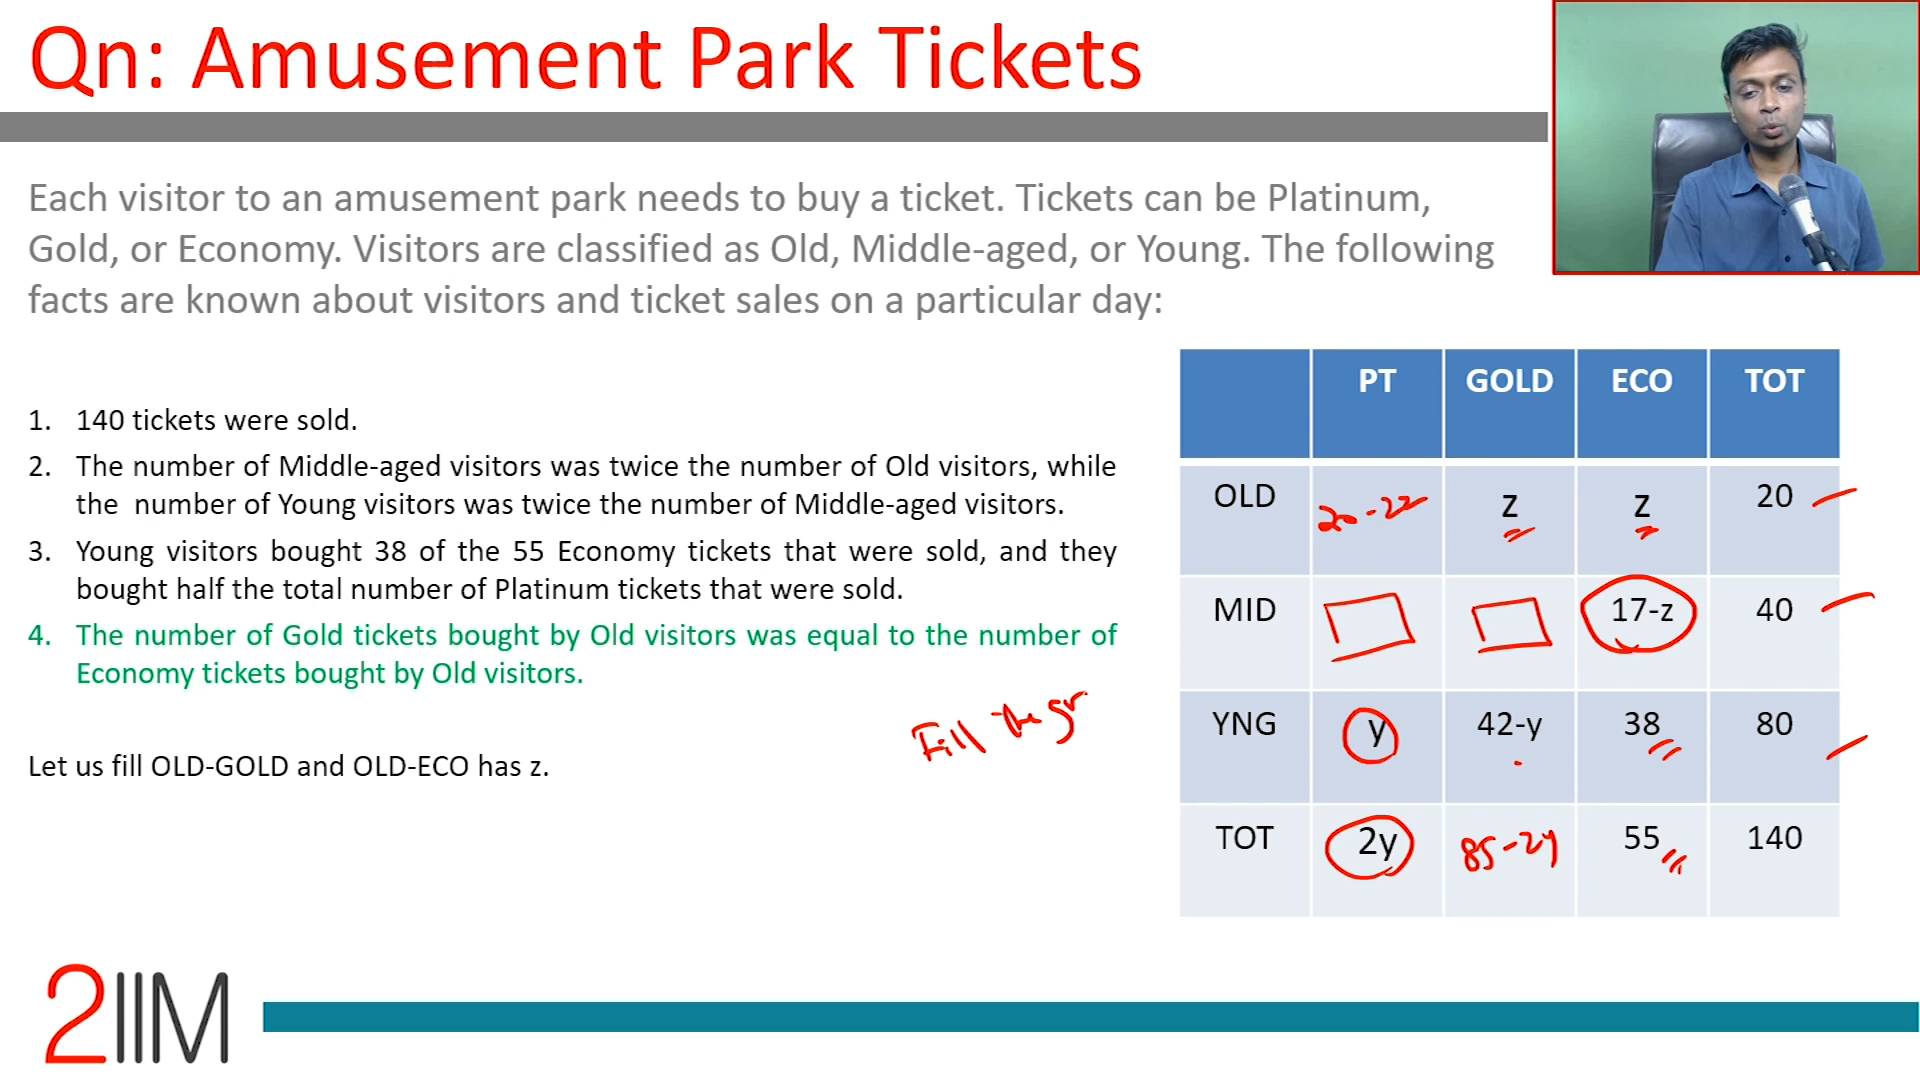 Qn: Amusement Park Tickets
Each visitor to an amusement park needs to buy a ticket. Tickets can be Platinum,
Gold, or Economy. Visitors are classified as Old, Middle-aged, or Young. The following
facts are known about visitors and ticket sales on a particular day:
1. 140 tickets were sold.
2. The number of Middle-aged visitors was twice the number of Old visitors, while
the number of Young visitors was twice the number of Middle-aged visitors.
3. Young visitors bought 38 of the 55 Economy tickets that were sold, and they
bought half the total number of Platinum tickets that were sold.
4. The number of Gold tickets bought by Old visitors was equal to the number of
Economy tickets bought by Old visitors.
Fill the gr
Let us fill OLD-GOLD and OLD-ECO has z.
PT GOLD ECO TOT
OLD 20-2z z z 20
MID 17-z 40
YNG y 42-y 38 80
TOT 2y 85-2y 55 140
2IIM